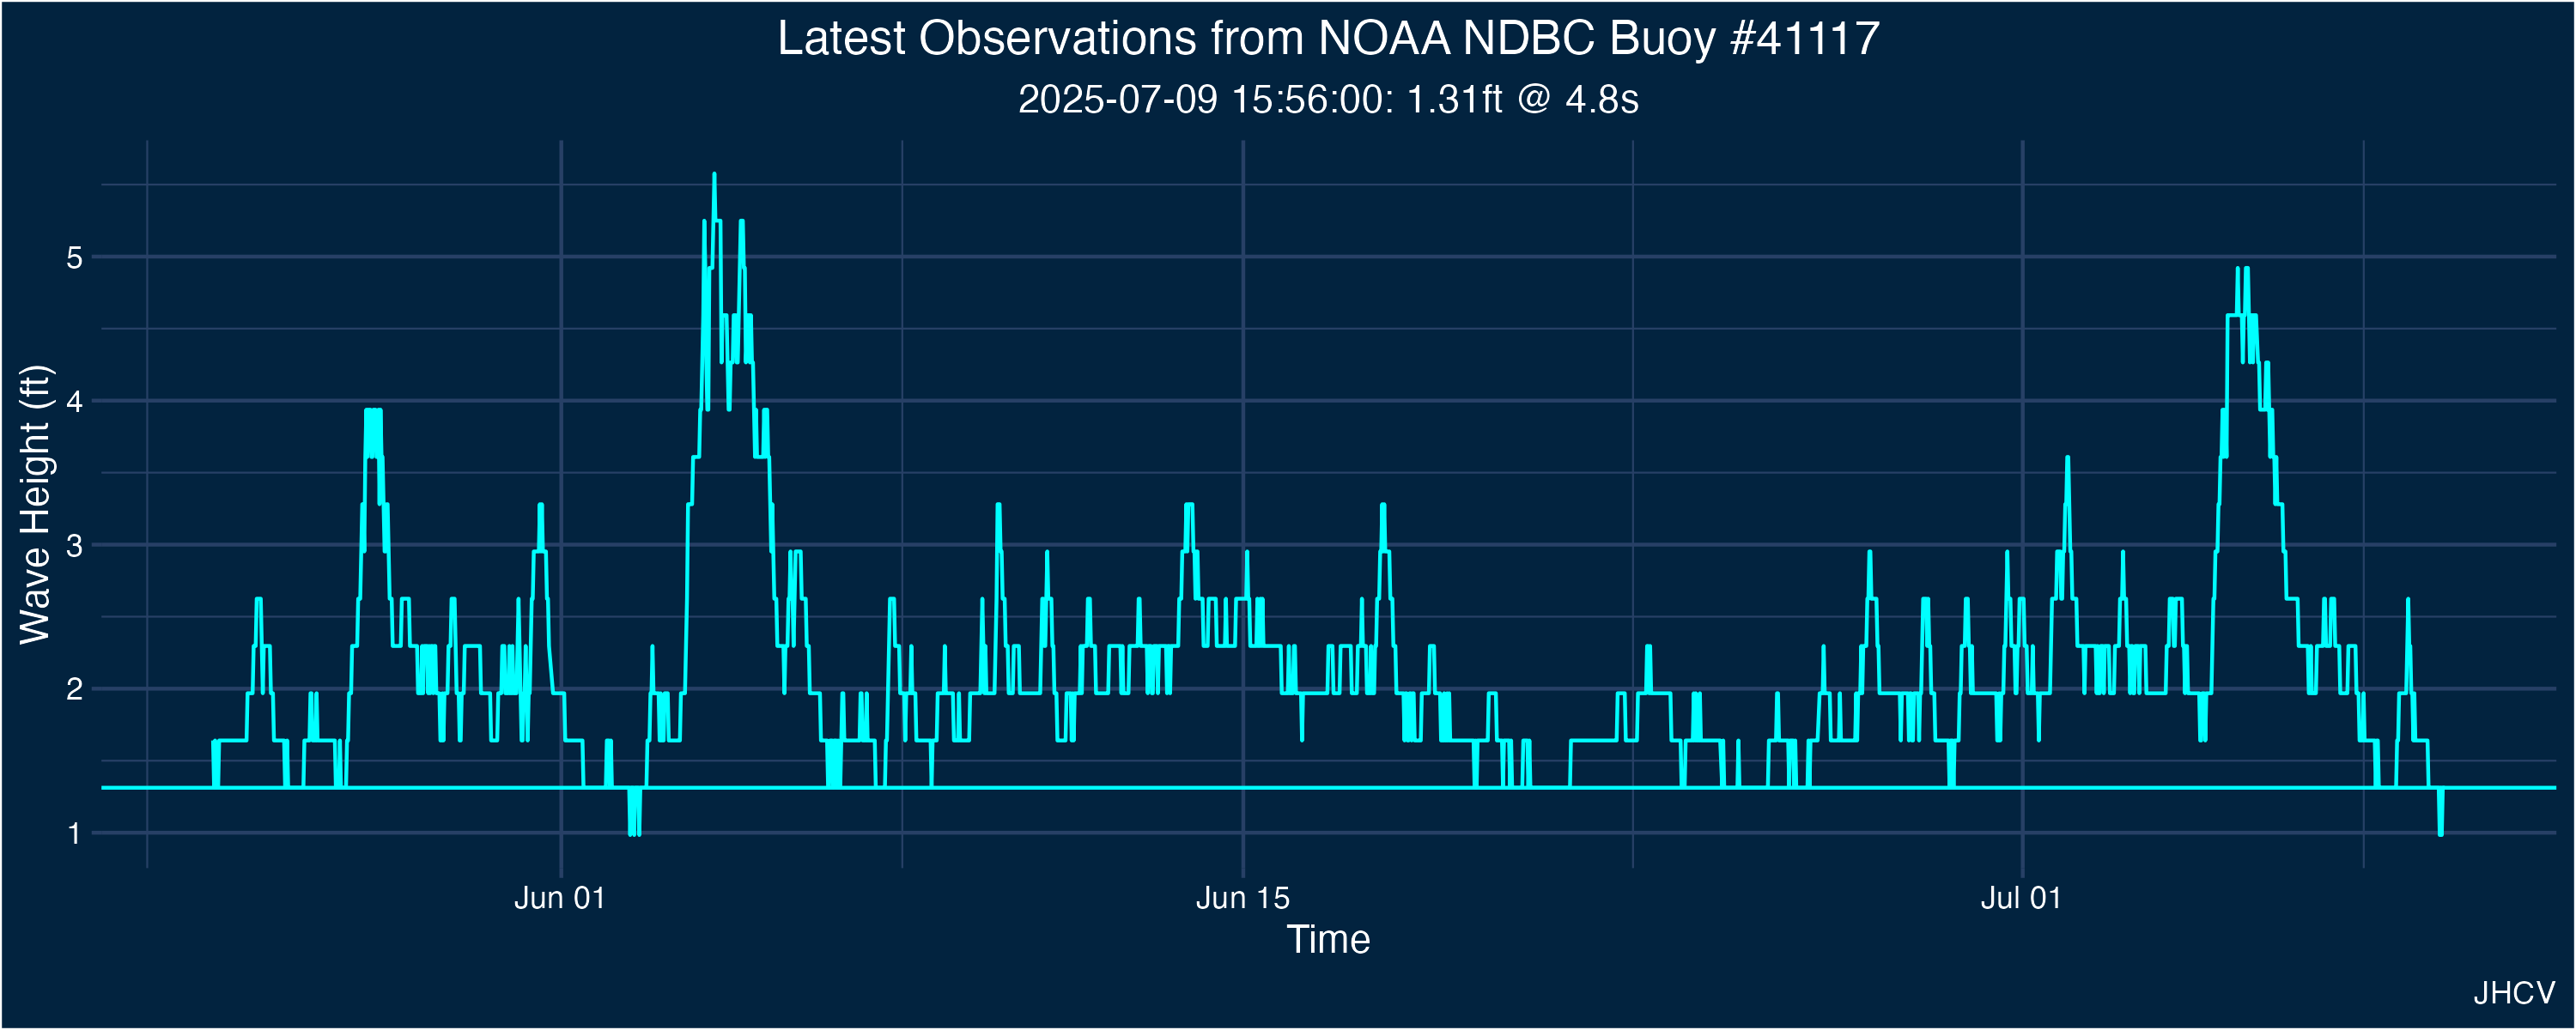 Latest Observations from NOAA NDBC Buoy #41117
2025-07-09 15:56:00: 1.31ft @ 4.8s
Wave Height (ft)
5
4
3
2
1
Jun 01
Jun 15
Jul 01
Time
JHCV